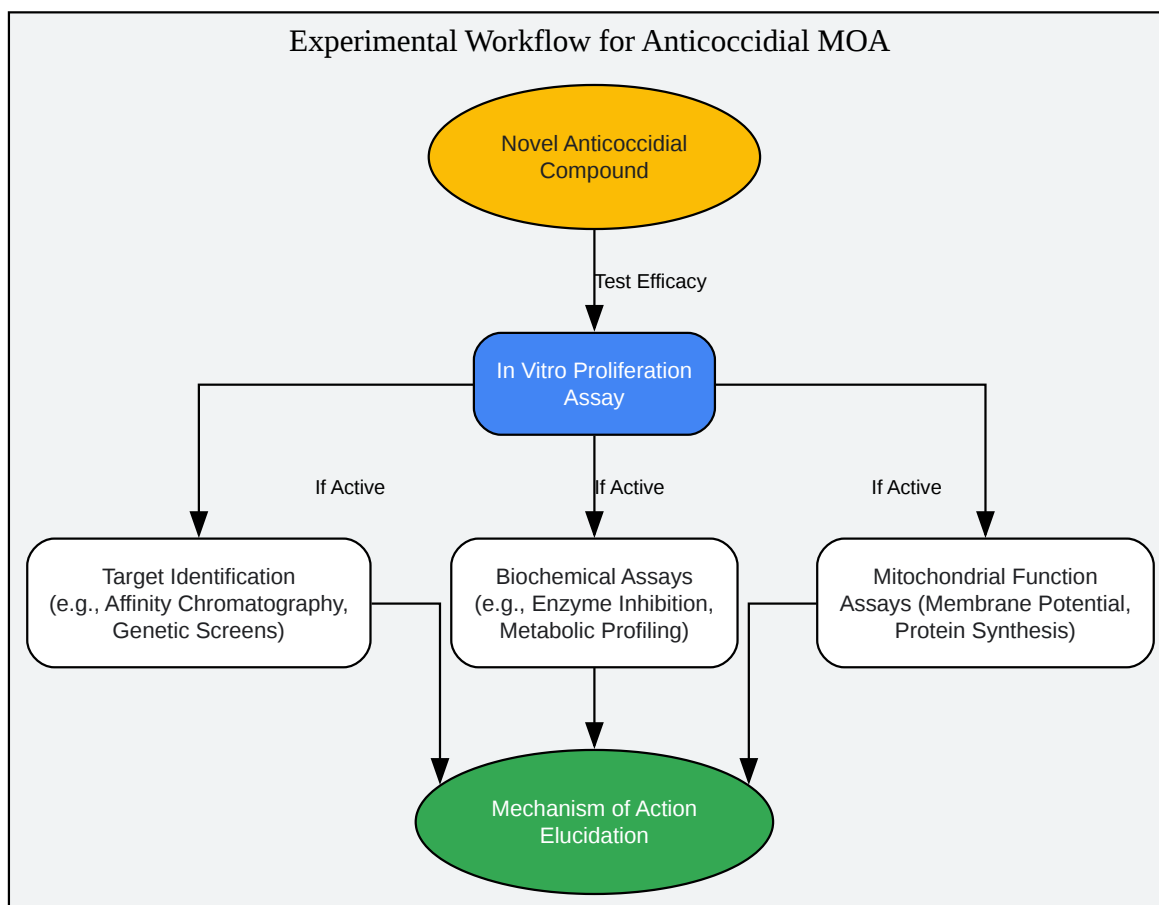 Experimental Workflow for Anticoccidial MOA
Novel Anticoccidial
Compound
Test Efficacy
In Vitro Proliferation
Assay
If Active
If Active
If Active
Target Identification
(e.g., Affinity Chromatography,
Genetic Screens)
Biochemical Assays
(e.g., Enzyme Inhibition,
Metabolic Profiling)
Mitochondrial Function
Assays (Membrane Potential,
Protein Synthesis)
Mechanism of Action
Elucidation